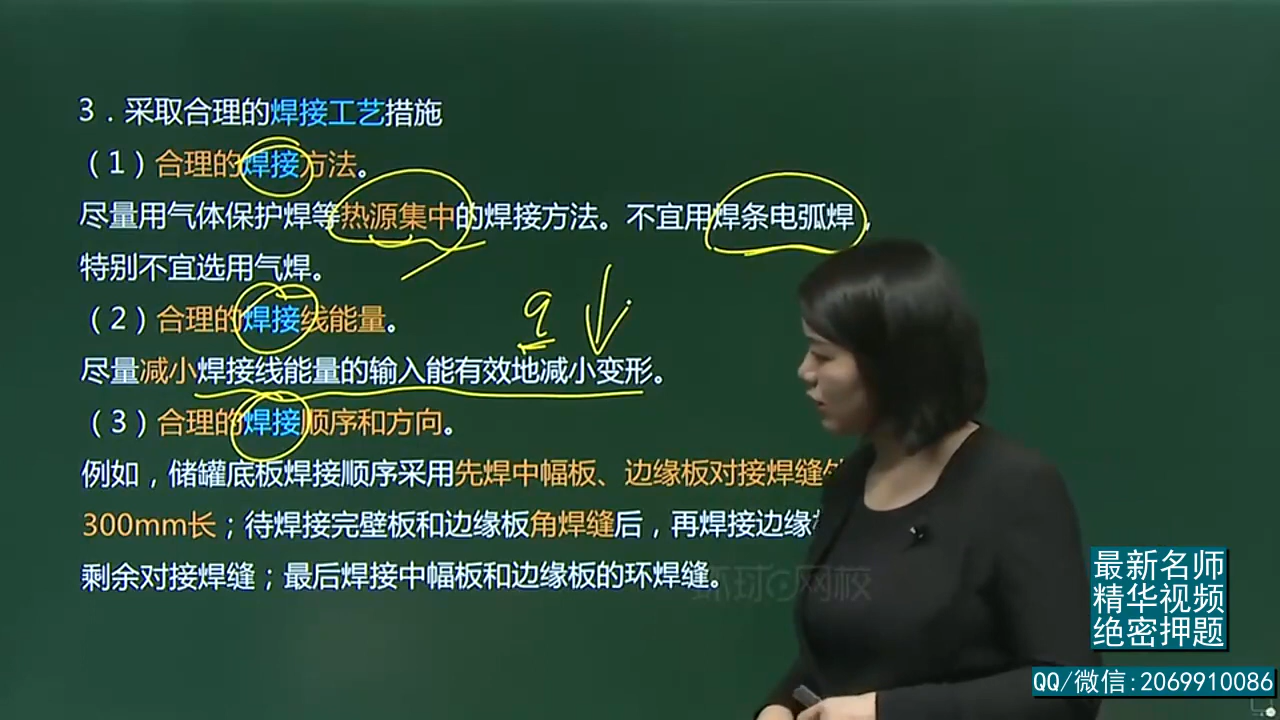 3．采取合理的焊接工艺措施
（1）合理的焊接方法。
尽量用气体保护焊等热源集中的焊接方法。不宜用焊条电弧焊，
特别不宜选用气焊。
（2）合理的焊接线能量。
q
尽量减小焊接线能量的输入能有效地减小变形。
（3）合理的焊接顺序和方向。
例如，储罐底板焊接顺序采用先焊中幅板、边缘板对接焊缝
300mm长；待焊接完壁板和边缘板角焊缝后，再焊接边缘
剩余对接焊缝；最后焊接中幅板和边缘板的环焊缝。
环球网校
最新名师
精华视频
绝密押题
QQ/微信:2069910086